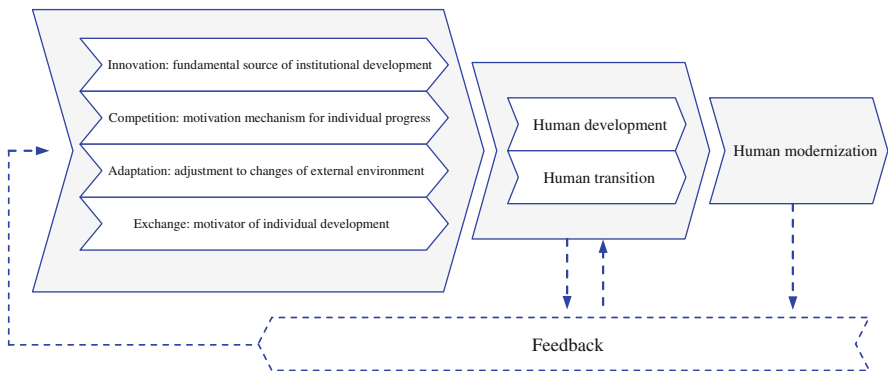 Innovation: fundamental source of institutional development
Competition: motivation mechanism for individual progress
Adaptation: adjustment to changes of external environment
Exchange: motivator of individual development
Human development
Human transition
Human modernization
Feedback